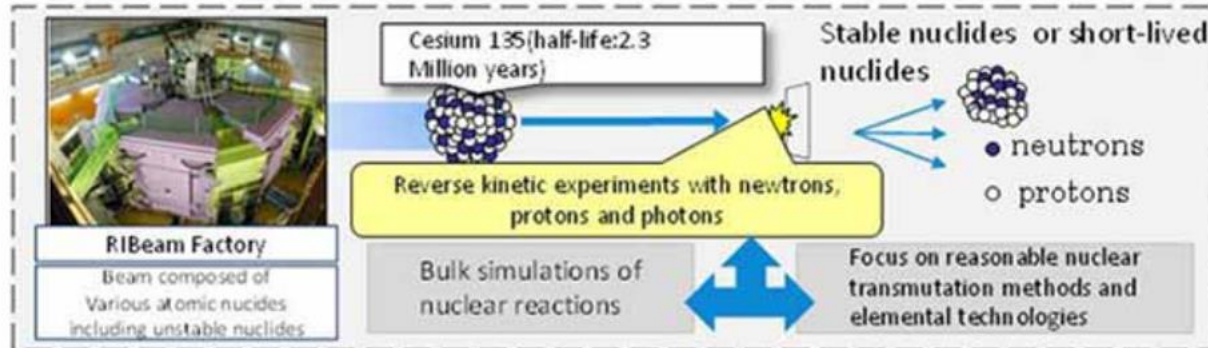 Cesium 135(half-life:2.3
Million years)
Stable nuclides or short-lived
nuclides
neutrons
protons
Reverse kinetic experiments with newtrons,
protons and photons
RIBeam Factory
Beam composed of
Various atomic nucides
including unstable nuclides
Bulk simulations of
nuclear reactions
Focus on reasonable nuclear
transmutation methods and
elemental technologies